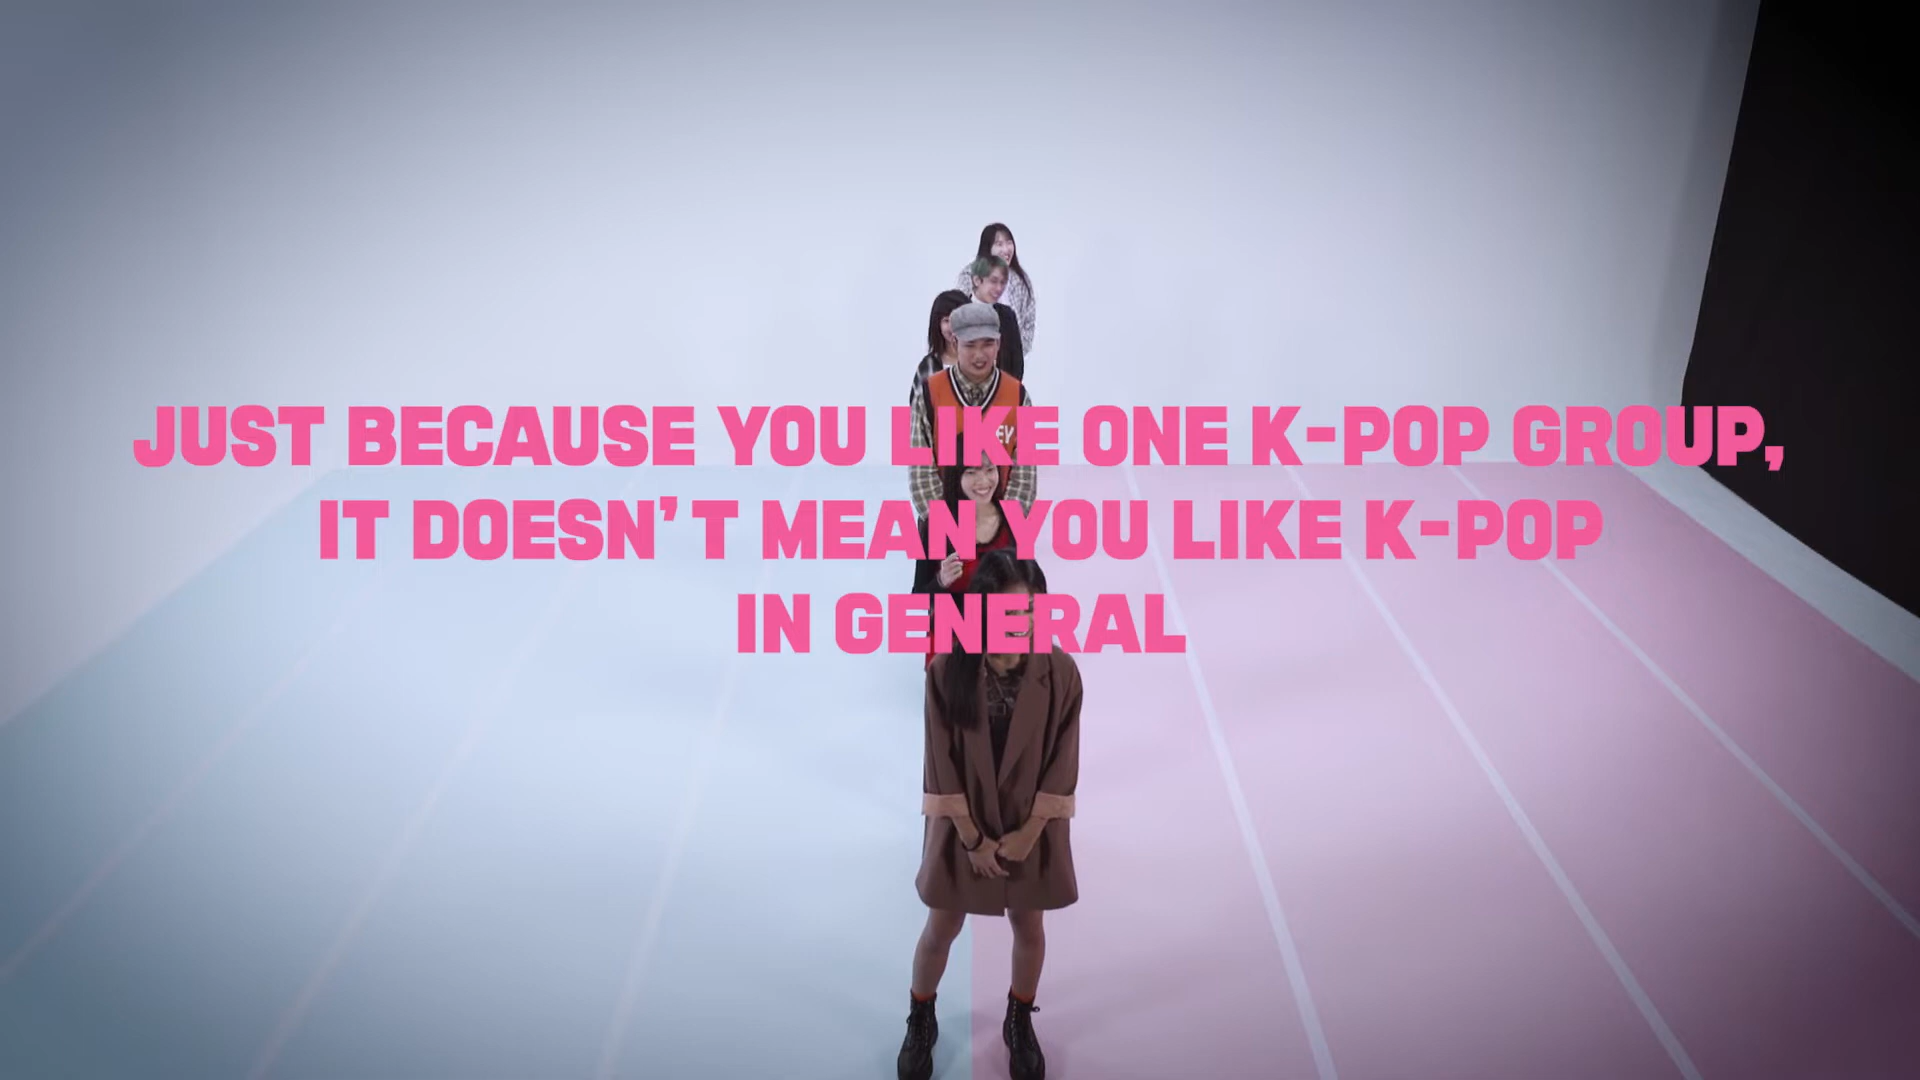 JUST BECAUSE YOU LIKE ONE K-POP GROUP,
IT DOESN'T MEAN YOU LIKE K-POP
IN GENERAL